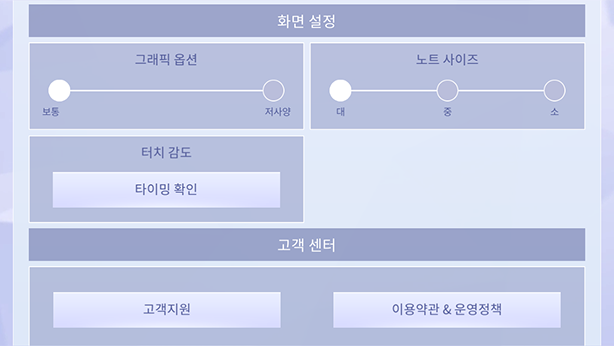 화면 설정
그래픽 옵션
노트 사이즈
보통
저사양
대
중
소
터치 감도
타이밍 확인
고객 센터
고객지원
이용약관 & 운영정책